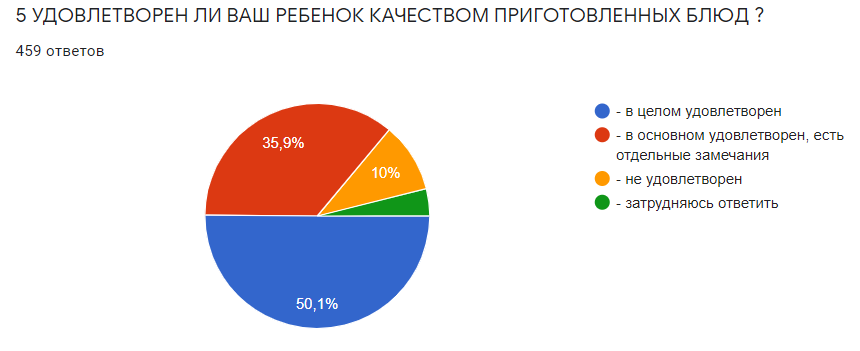 5 УДОВЛЕТВОРЕН ЛИ ВАШ РЕБЕНОК КАЧЕСТВОМ ПРИГОТОВЛЕННЫХ БЛЮД ?
459 ответов
35,9%
10%
50,1%
- в целом удовлетворен
- в основном удовлетворен, есть
отдельные замечания
- не удовлетворен
- затрудняюсь ответить